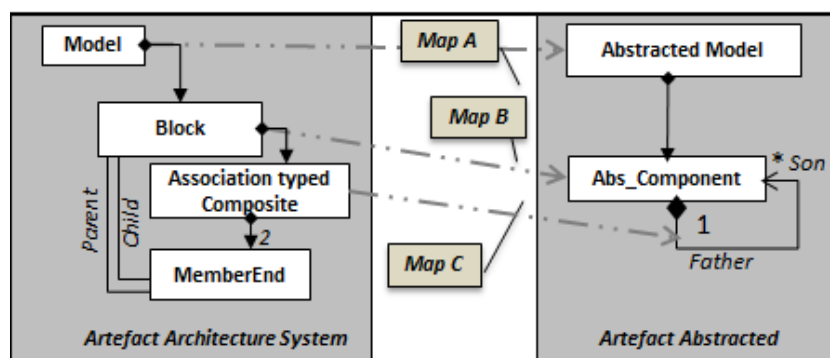 Model
Map A
Abstracted Model
Block
Map B
* Son
Association typed
Composite
Abs_Component
Parent
Child
2
1
MemberEnd
Map C
Father
Artefact Architecture System
Artefact Abstracted